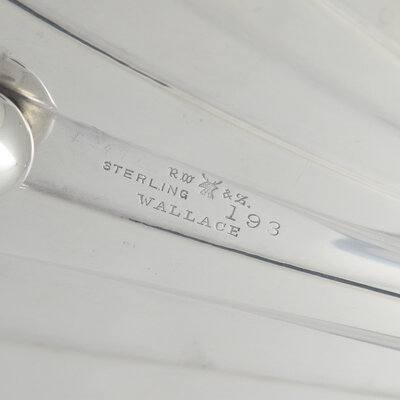 R.W & S.
STERLING
WALLACE
193